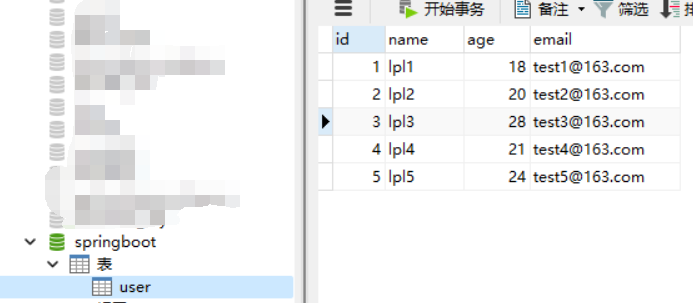 开始事务 备注 筛选
id name age email
1 lpl1 18 test1@163.com
2 lpl2 20 test2@163.com
3 lpl3 28 test3@163.com
4 lpl4 21 test4@163.com
5 lpl5 24 test5@163.com
springboot
表
user